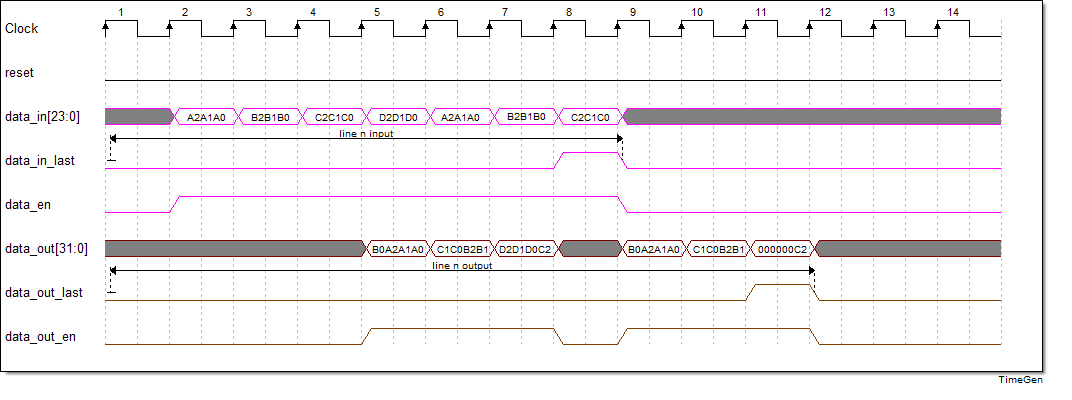 1 2 3 4 5 6 7 8 9 10 11 12 13 14
Clock
reset
data_in[23:0] A2A1A0 B2B1B0 C2C1C0 D2D1D0 A2A1A0 B2B1B0 C2C1C0
line n input
data_in_last
data_en
data_out[31:0] B0A2A1A0 C1C0B2B1 D2D1D0C2 B0A2A1A0 C1C0B2B1 000000C2
line n output
data_out_last
data_out_en
TimeGen